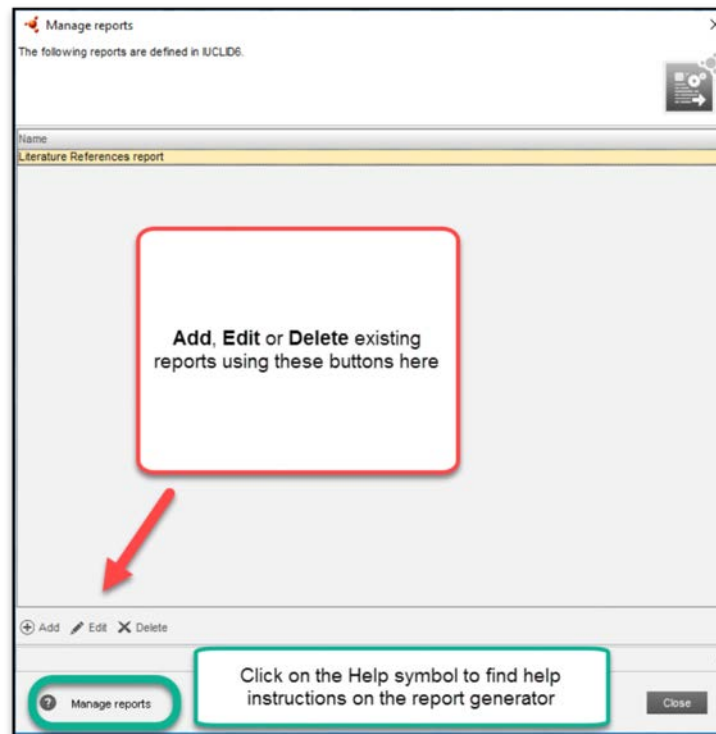 Manage reports
The following reports are defined in IUCLID6.
Name
Literature References report
Add, Edit or Delete existing
reports using these buttons here
Add Edit Delete
Click on the Help symbol to find help
instructions on the report generator
? Manage reports
Close